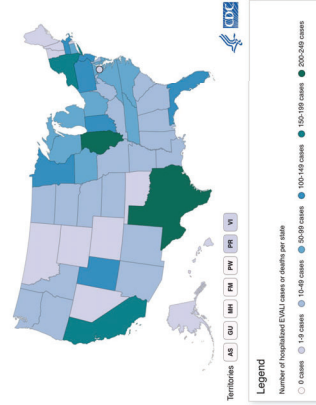 CDC
Territories AS GU MH FM PW PR VI
Legend
Number of hospitalized EVALI cases or deaths per state
0 cases 1-9 cases 10-49 cases 50-99 cases 100-149 cases 150-199 cases 200-249 cases